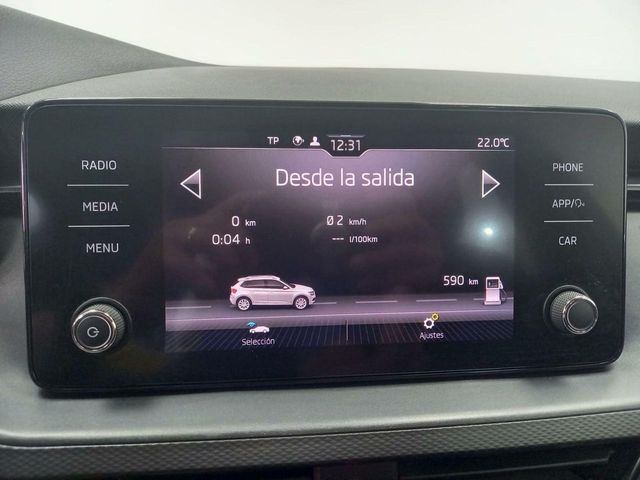 TP 12:31 22.0°C
RADIO
MEDIA
MENU
Desde la salida
0 km Ø 2 km/h
0:04 h --- l/100km
590 km
Selección
Ajustes
PHONE
APP/
CAR